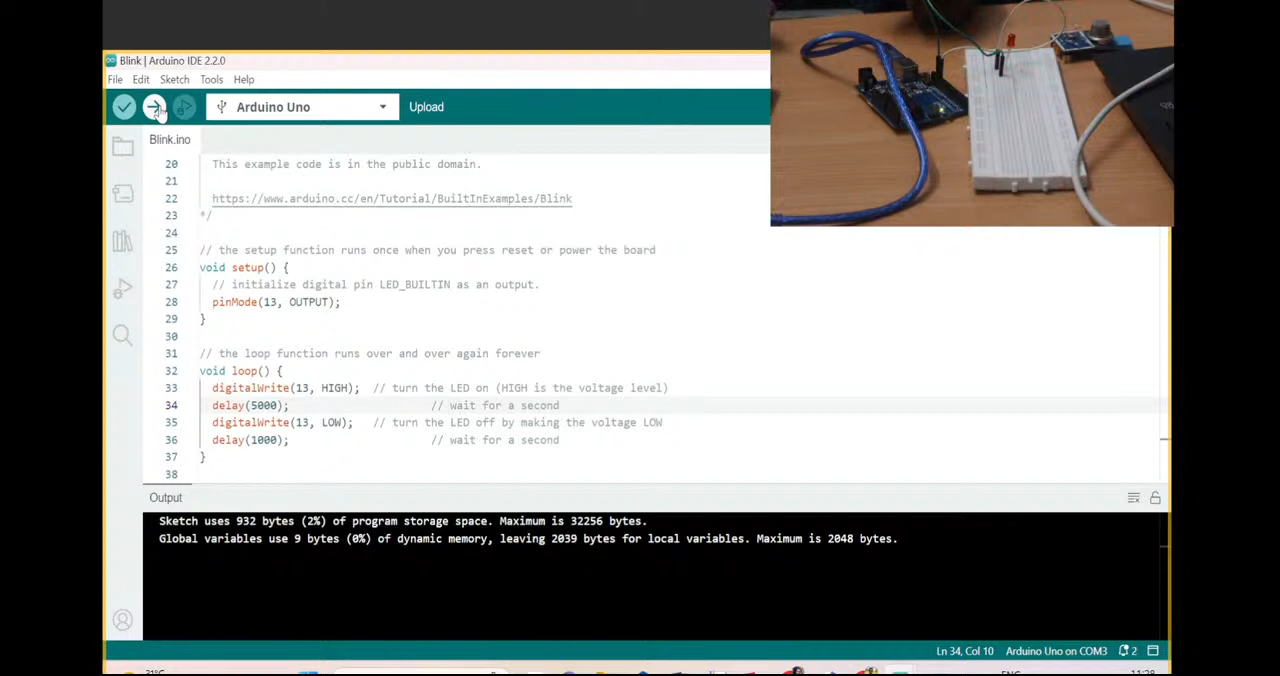 Blink | Arduino IDE 2.2.0
File Edit Sketch Tools Help
Arduino Uno
Upload
Blink.ino
20 This example code is in the public domain.
21
22 https://www.arduino.cc/en/Tutorial/BuiltInExamples/Blink
23 */
24
25 // the setup function runs once when you press reset or power the board
26 void setup() {
27 // initialize digital pin LED_BUILTIN as an output.
28 pinMode(13, OUTPUT);
29 }
30
31 // the loop function runs over and over again forever
32 void loop() {
33 digitalWrite(13, HIGH); // turn the LED on (HIGH is the voltage level)
34 delay(5000); // wait for a second
35 digitalWrite(13, LOW); // turn the LED off by making the voltage LOW
36 delay(1000); // wait for a second
37 }
38
Output
Sketch uses 932 bytes (2%) of program storage space. Maximum is 32256 bytes.
Global variables use 9 bytes (0%) of dynamic memory, leaving 2039 bytes for local variables. Maximum is 2048 bytes.
Ln 34, Col 10 Arduino Uno on COM3 2